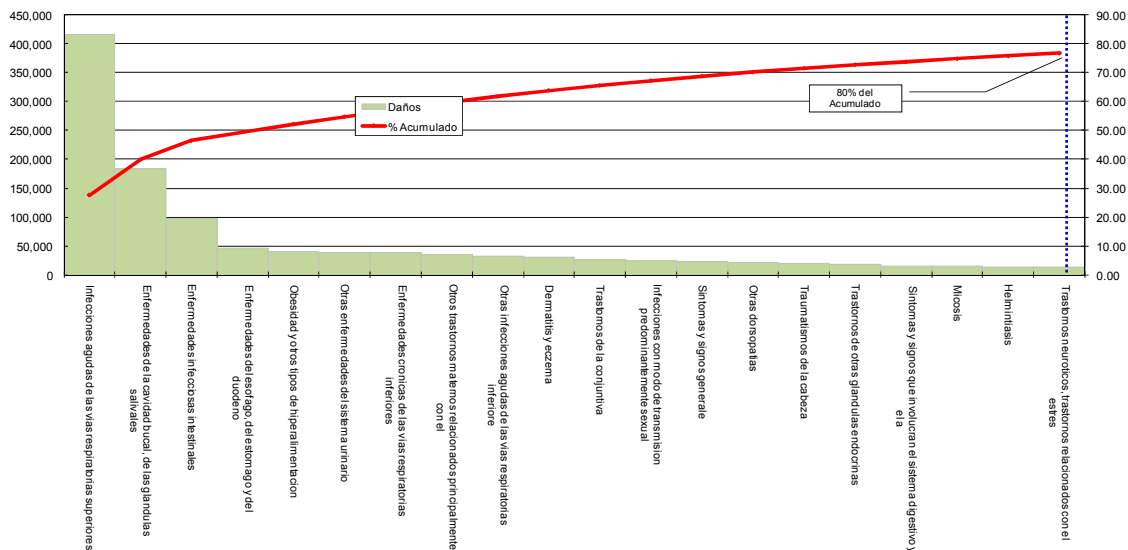 450,000
400,000
350,000
300,000
250,000
200,000
150,000
100,000
50,000
0
90.00
80.00
70.00
60.00
50.00
40.00
30.00
20.00
10.00
0.00
Daños
% Acumulado
80% del
Acumulado
Infecciones agudas de las vias respiratorias superiores
Enfermedades de la cavidad bucal, de las glandulas
salivales
Enfermedades infecciosas intestinales
Enfermedades del esofago, del estomago y del
duodeno
Obesidad y otros tipos de hiperalimentacion
Otras enfermedades del sistema urinario
Enfermedades cronicas de las vias respiratorias
inferiores
Otros trastornos maternos relacionados principalmente
con el
Otras infecciones agudas de las vias respiratorias
inferiore
Dermatitis y eczema
Trastornos de la conjuntiva
Infecciones con modo de transmision
predominantemente sexual
Sintomas y signos generale
Otras dorsopatias
Traumatismos de la cabeza
Trastornos de otras glandulas endocrinas
Sintomas y signos que involucran el sistema digestivo y
el a
Micosis
Helmintiasis
Trastornos neuroticos, trastornos relacionados con el
estres